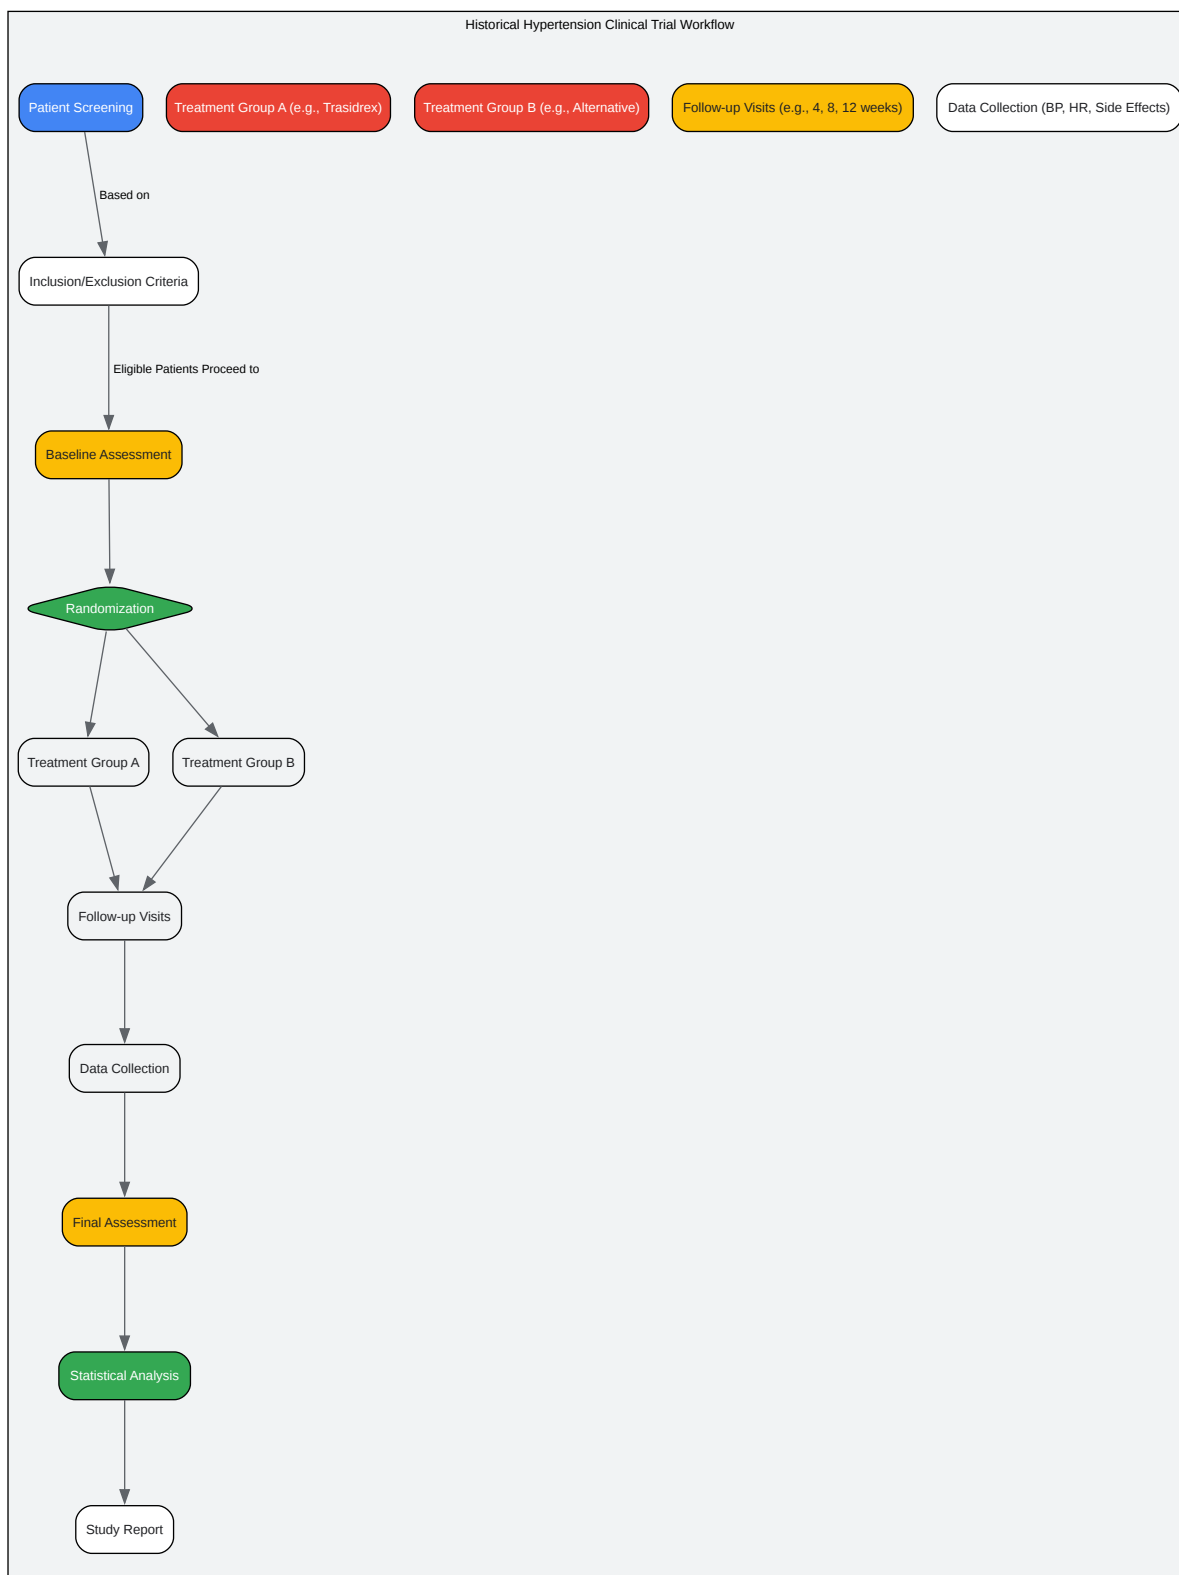 Historical Hypertension Clinical Trial Workflow
Patient Screening
Treatment Group A (e.g., Trasidrex)
Treatment Group B (e.g., Alternative)
Follow-up Visits (e.g., 4, 8, 12 weeks)
Data Collection (BP, HR, Side Effects)
Based on
Inclusion/Exclusion Criteria
Eligible Patients Proceed to
Baseline Assessment
Randomization
Treatment Group A
Treatment Group B
Follow-up Visits
Data Collection
Final Assessment
Statistical Analysis
Study Report